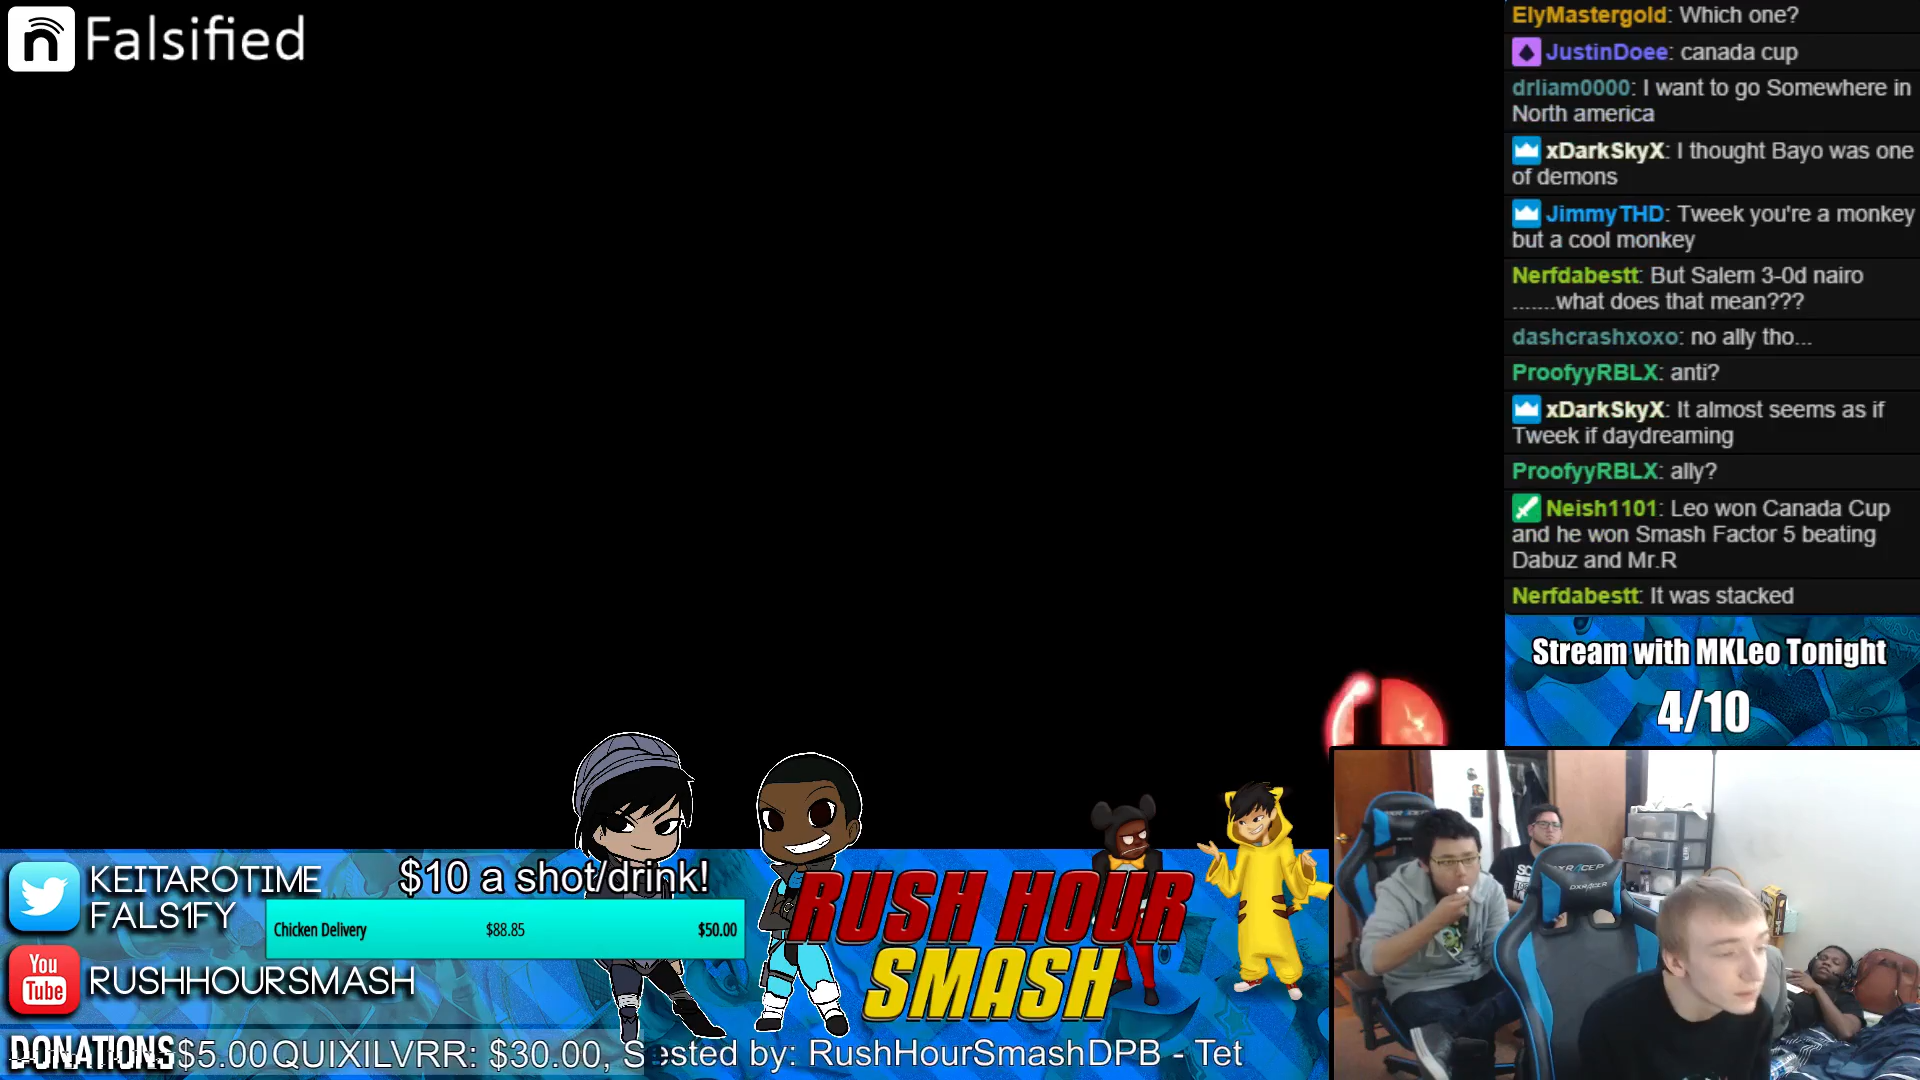 Falsified
ElyMastergold: Which one?
JustinDoee: canada cup
drliam0000: I want to go Somewhere in
North america
xDarkSkyX: I thought Bayo was one
of demons
JimmyTHD: Tweek you're a monkey
but a cool monkey
Nerfdabestt: But Salem 3-0d nairo
.......what does that mean???
dashcrashxoxo: no ally tho...
ProofyyRBLX: anti?
xDarkSkyX: It almost seems as if
Tweek if daydreaming
ProofyyRBLX: ally?
Neish1101: Leo won Canada Cup
and he won Smash Factor 5 beating
Dabuz and Mr.R
Nerfdabestt: It was stacked
Stream with MKLeo Tonight
4/10
KEITAROTIME
FALS1FY
$10 a shot/drink!
Chicken Delivery $88.85 $50.00
RUSH HOUR
SMASH
You
Tube
RUSHHOURSMASH
DONATIONS $5.00 QUIXILVRR: $30.00, S ested by: RushHourSmashDPB - Tet
DXRACER